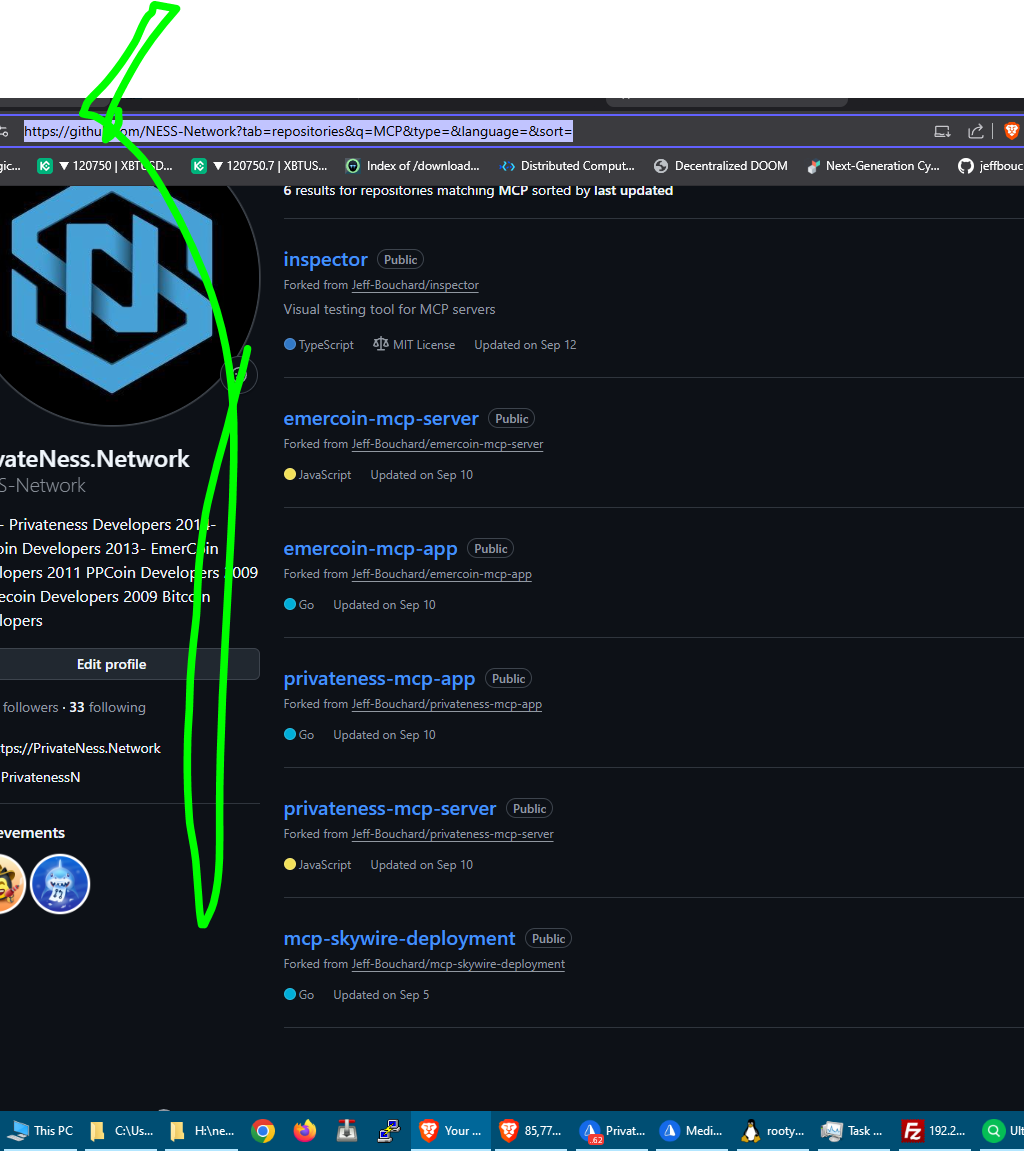 https://github.com/NESS-Network?tab=repositories&q=MCP&type=&language=&sort=
▼ 120750 | XBTUSD...
▼ 120750.7 | XBTUS...
Index of /download...
Distributed Comput...
Decentralized DOOM
Next-Generation Cy...
jeffbouc
6 results for repositories matching MCP sorted by last updated
inspector
Public
Forked from Jeff-Bouchard/inspector
Visual testing tool for MCP servers
TypeScript
MIT License
Updated on Sep 12
emercoin-mcp-server
Public
Forked from Jeff-Bouchard/emercoin-mcp-server
JavaScript
Updated on Sep 10
emercoin-mcp-app
Public
Forked from Jeff-Bouchard/emercoin-mcp-app
Go
Updated on Sep 10
privateness-mcp-app
Public
Forked from Jeff-Bouchard/privateness-mcp-app
Go
Updated on Sep 10
privateness-mcp-server
Public
Forked from Jeff-Bouchard/privateness-mcp-server
JavaScript
Updated on Sep 10
mcp-skywire-deployment
Public
Forked from Jeff-Bouchard/mcp-skywire-deployment
Go
Updated on Sep 5
vateNess.Network
S-Network
- Privateness Developers 2014-
oin Developers 2013- EmerCoin
lopers 2011 PPCoin Developers 2009
ecoin Developers 2009 Bitcoin
lopers
Edit profile
followers · 33 following
tps://PrivateNess.Network
PrivatenessN
evements
This PC
C:\Us...
H:\ne...
Your ...
85,77...
Privat...
.62
Medi...
rooty...
Task ...
192.2...
Ult